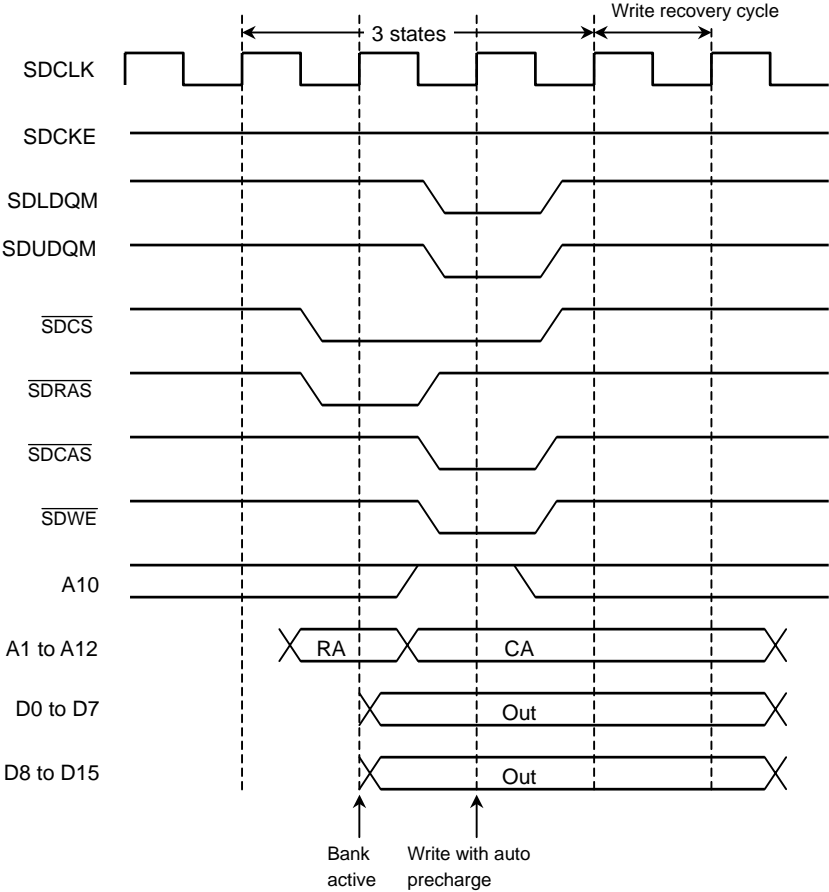 Write recovery cycle
3 states
SDCLK
SDCKE
SDLDQM
SDUDQM
SDCS
SDRAS
SDCAS
SDWE
A10
A1 to A12
RA
CA
D0 to D7
Out
D8 to D15
Out
Bank
active
Write with auto
precharge